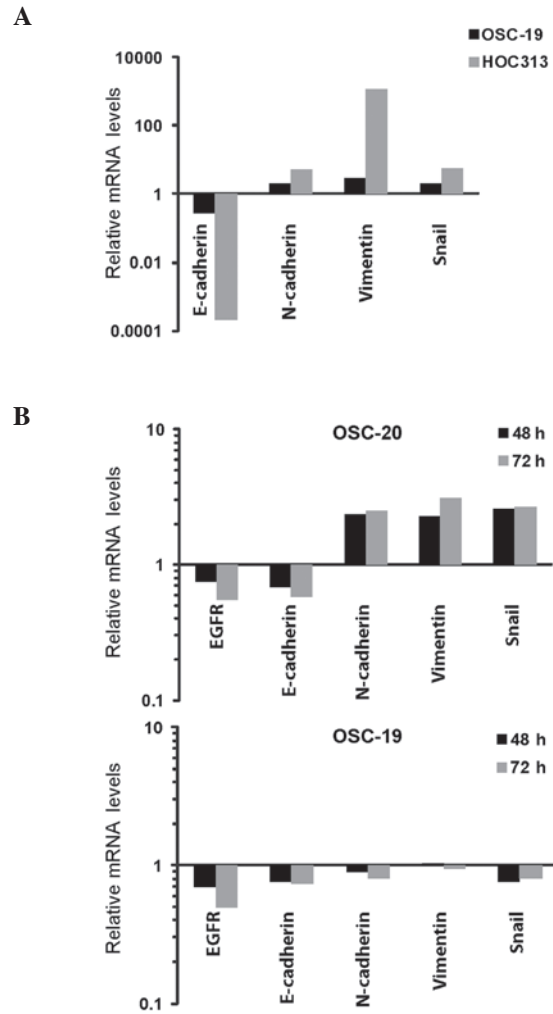 A
OSC-19
HOC313
Relative mRNA levels
10000
100
1
0.01
0.0001
E-cadherin
N-cadherin
Vimentin
Snail
B
OSC-20
48 h
72 h
Relative mRNA levels
10
1
0.1
EGFR
E-cadherin
N-cadherin
Vimentin
Snail
OSC-19
48 h
72 h
Relative mRNA levels
10
1
0.1
EGFR
E-cadherin
N-cadherin
Vimentin
Snail